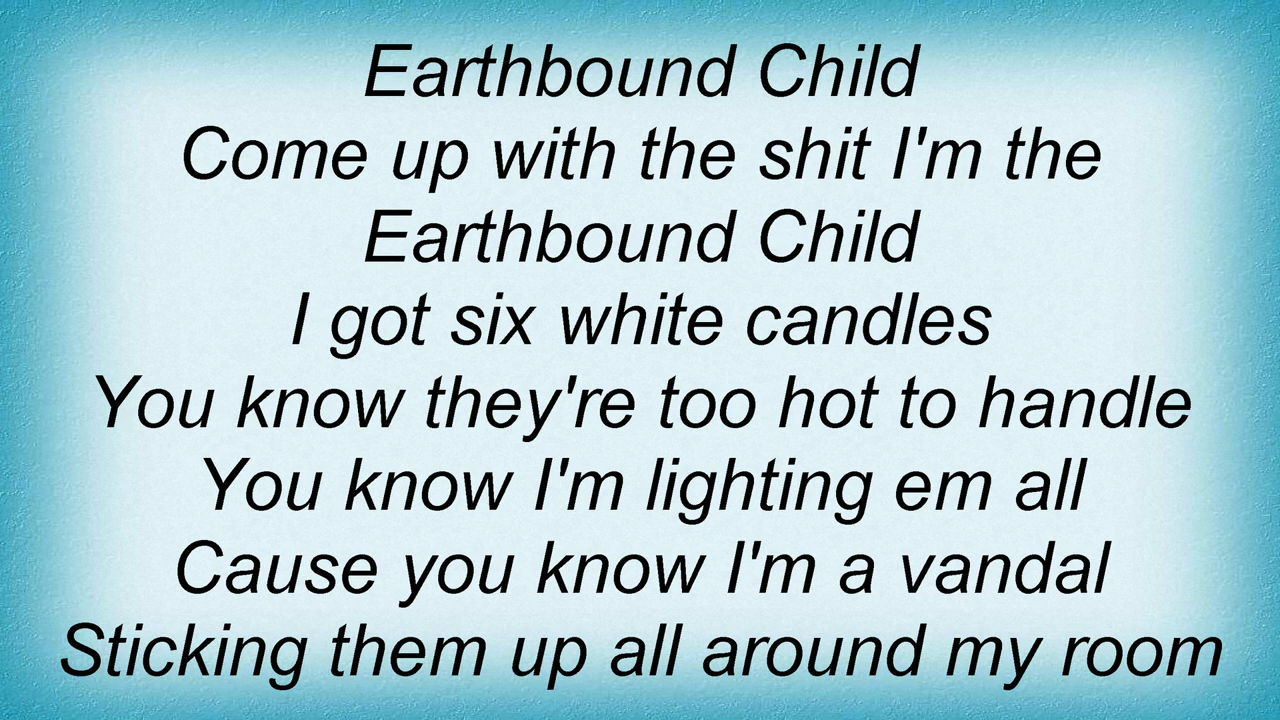 Earthbound Child
Come up with the shit I'm the
Earthbound Child
I got six white candles
You know they're too hot to handle
You know I'm lighting em all
Cause you know I'm a vandal
Sticking them up all around my room